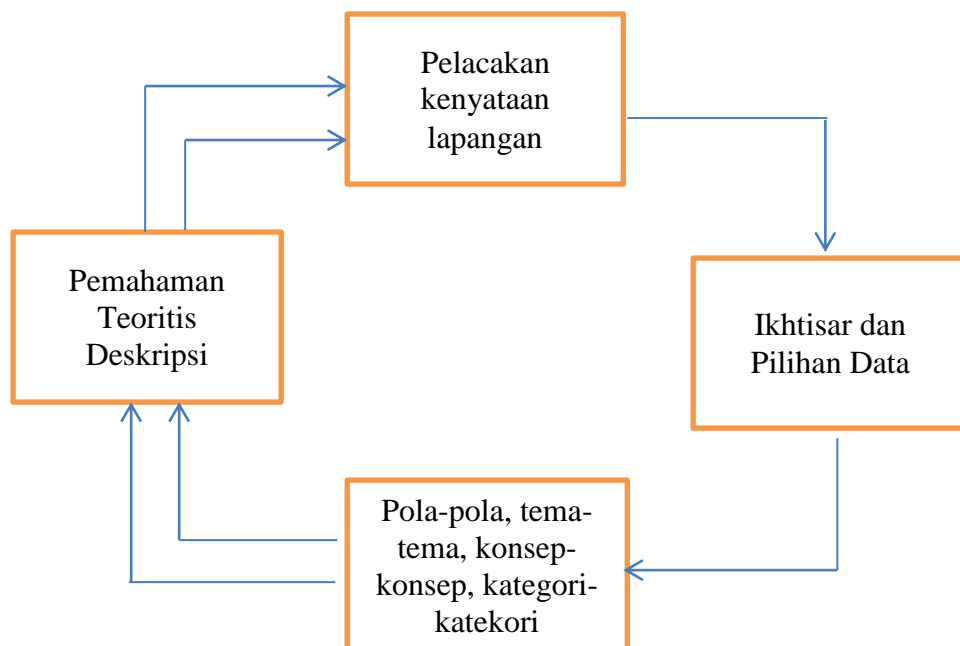 Pelacakan
kenyataan
lapangan
Pemahaman
Teoritis
Deskripsi
Ikhtisar dan
Pilihan Data
Pola-pola, tema-
tema, konsep-
konsep, kategori-
katekori